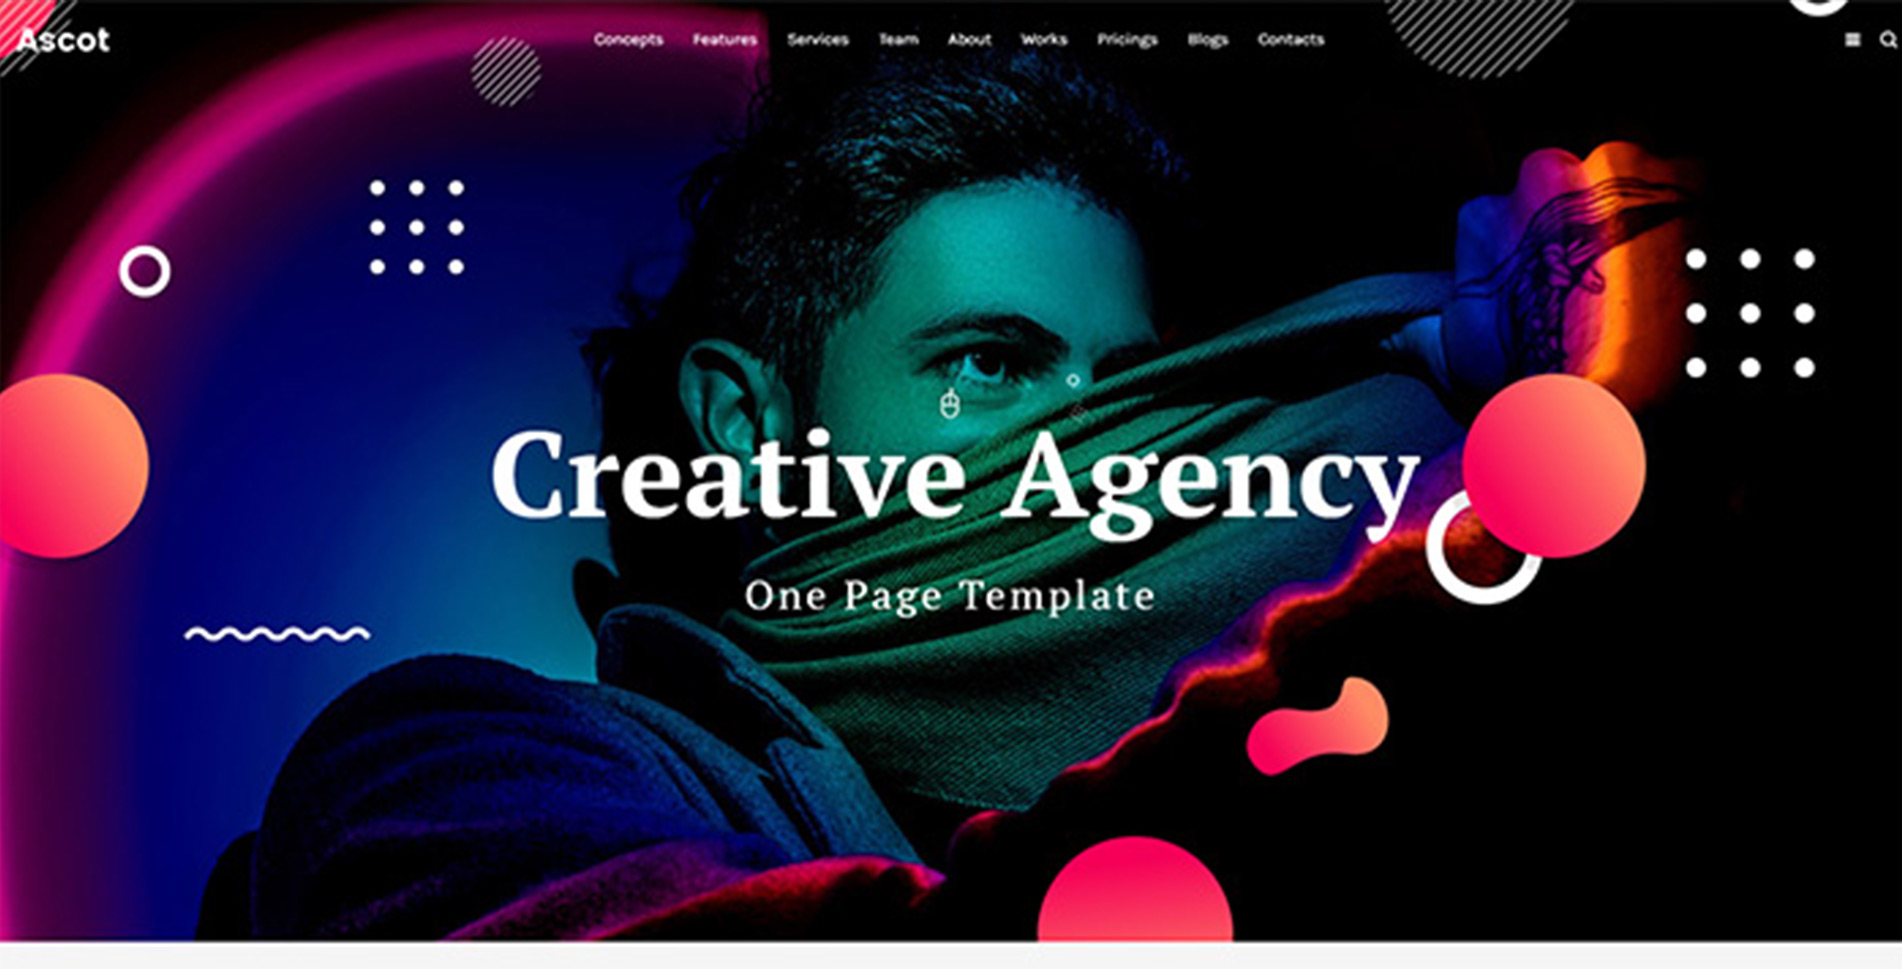 Ascot
Concepts Features Services Team About Works Pricings Blogs Contacts
Creative Agency
One Page Template